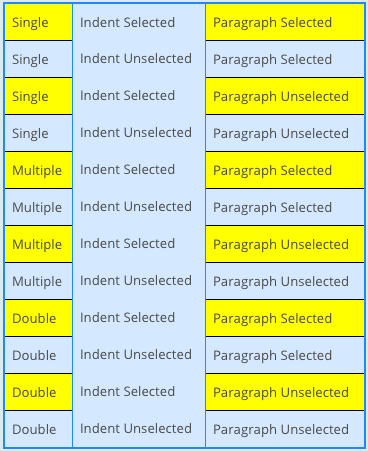 Single Indent Selected Paragraph Selected
Single Indent Unselected Paragraph Selected
Single Indent Selected Paragraph Unselected
Single Indent Unselected Paragraph Unselected
Multiple Indent Selected Paragraph Selected
Multiple Indent Unselected Paragraph Selected
Multiple Indent Selected Paragraph Unselected
Multiple Indent Unselected Paragraph Unselected
Double Indent Selected Paragraph Selected
Double Indent Unselected Paragraph Selected
Double Indent Selected Paragraph Unselected
Double Indent Unselected Paragraph Unselected